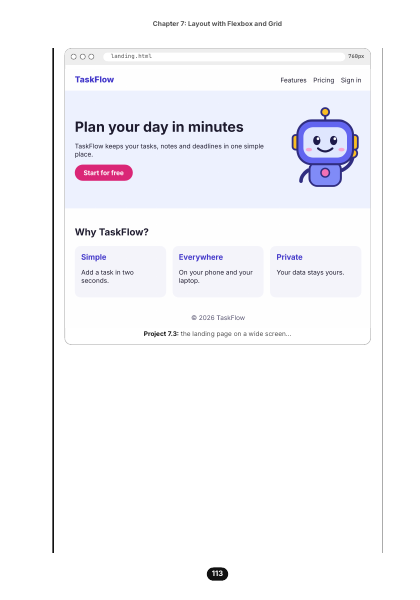 Chapter 7: Layout with Flexbox and Grid
landing.html
768px
TaskFlow
Features Pricing Sign in
Plan your day in minutes
TaskFlow keeps your tasks, notes and deadlines in one simple
place.
Start for free
Why TaskFlow?
Simple
Add a task in two
seconds.
Everywhere
On your phone and your
laptop.
Private
Your data stays yours.
© 2026 TaskFlow
Project 7.3: the landing page on a wide screen...
113